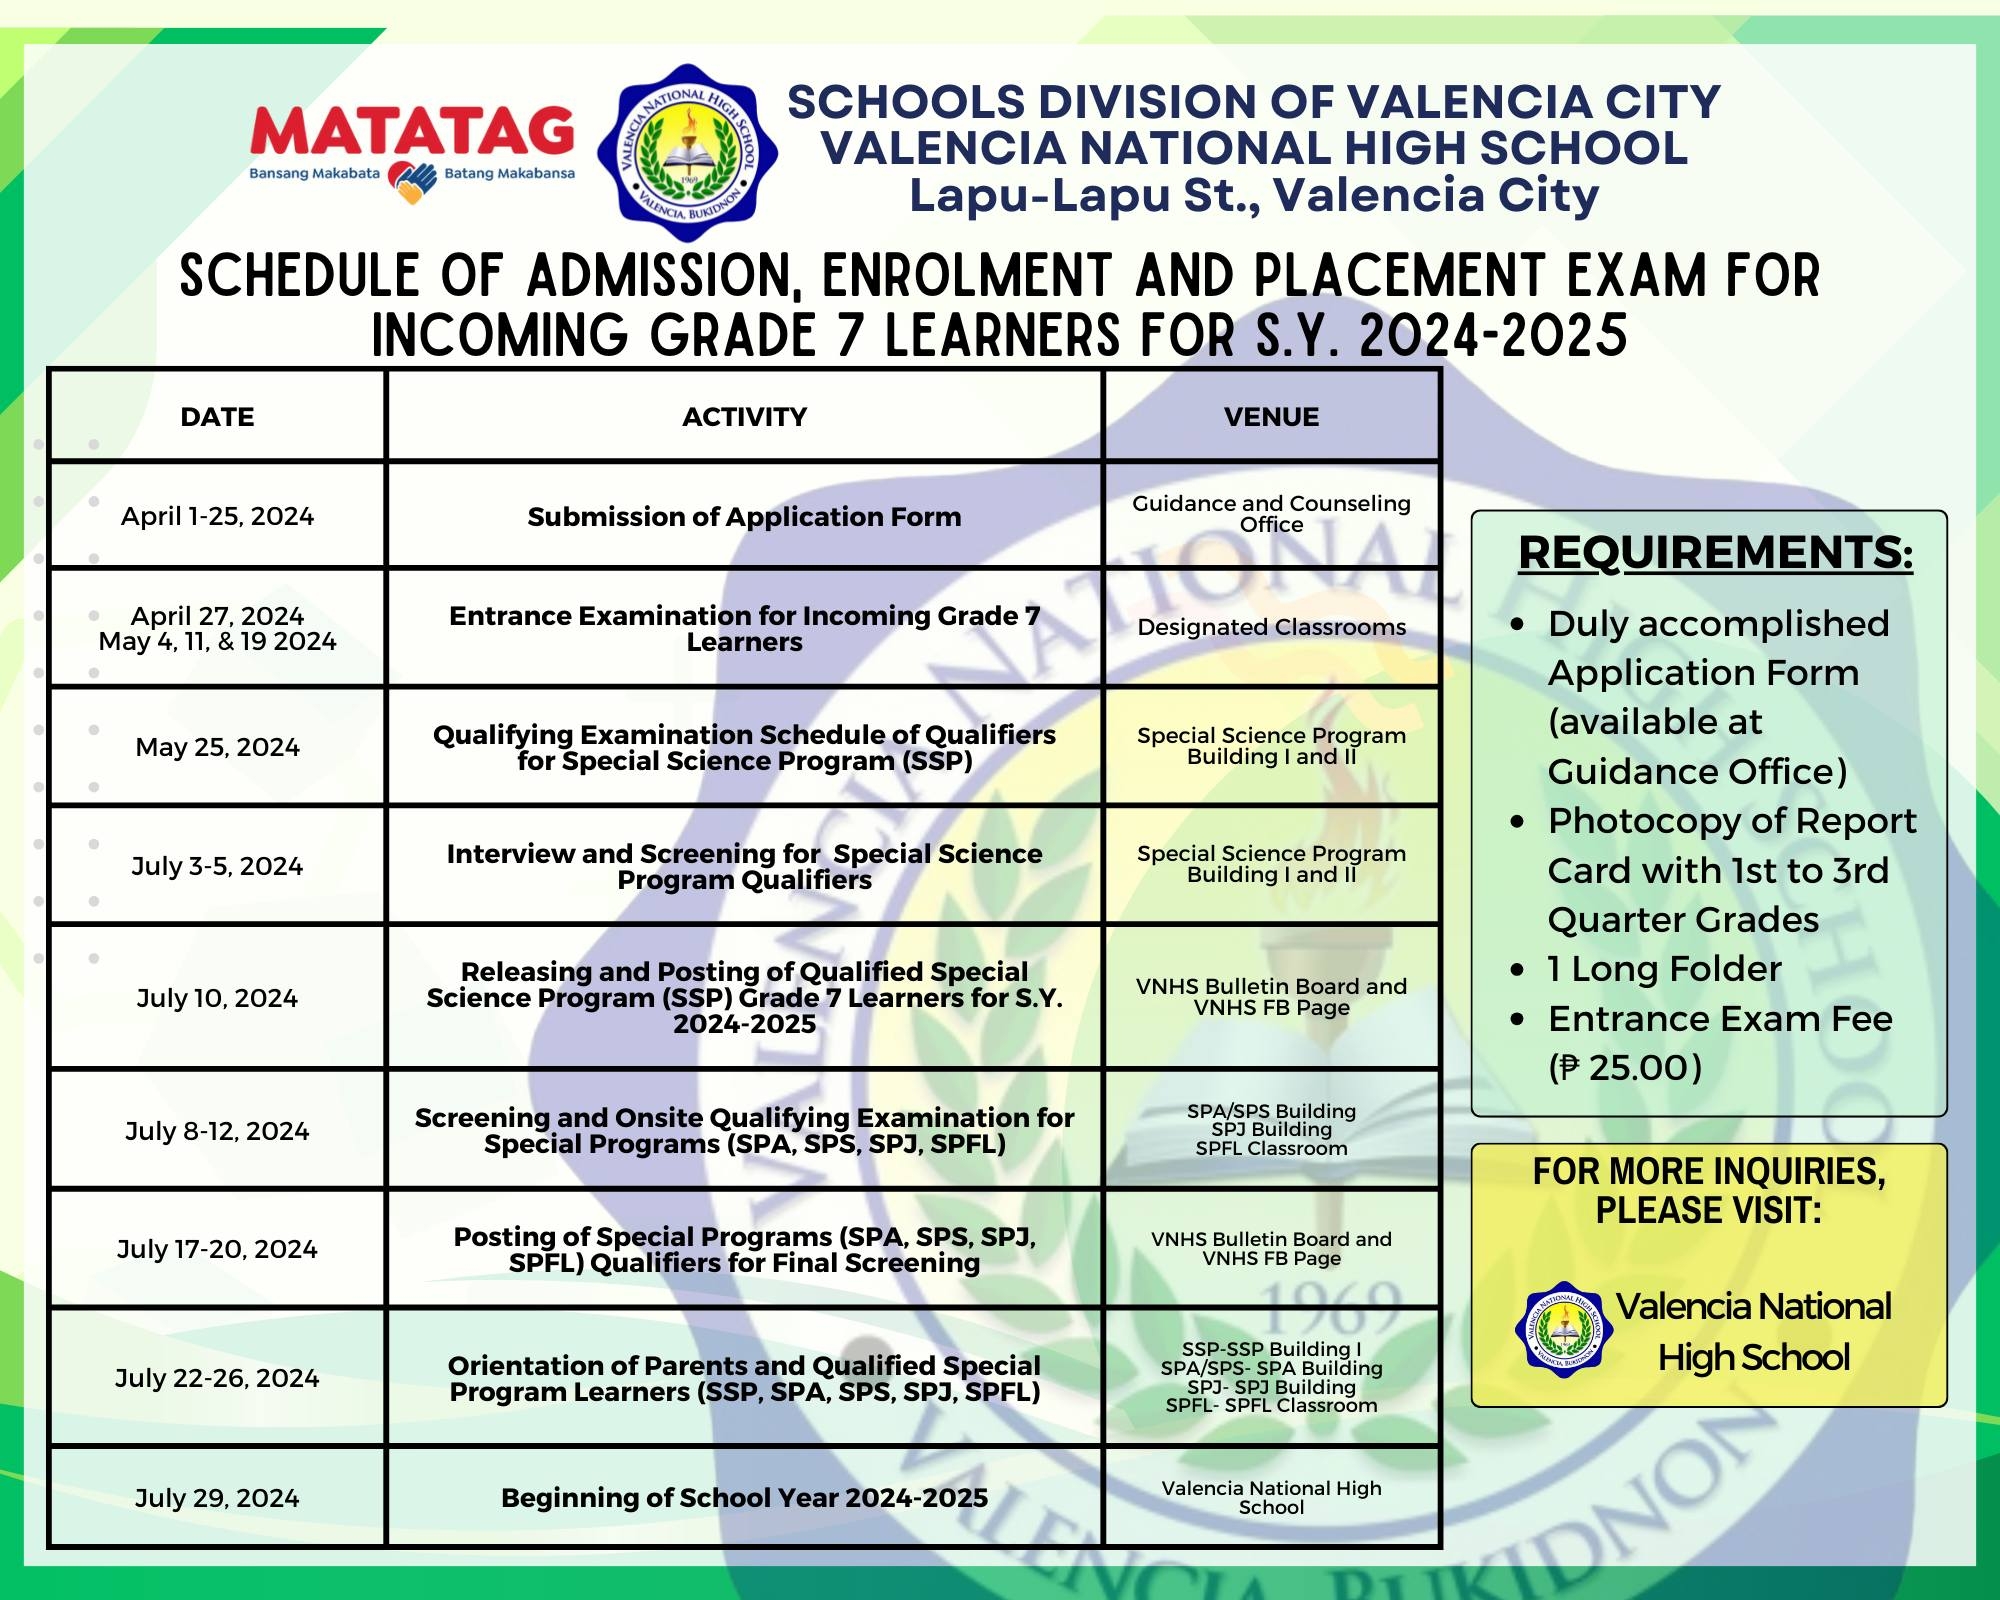 MATATAG
Bansang Makabata Batang Makabansa
VALENCIA NATIONAL HIGH SCHOOL
1969
VALENCIA, BUKIDNON
SCHOOLS DIVISION OF VALENCIA CITY
VALENCIA NATIONAL HIGH SCHOOL
Lapu-Lapu St., Valencia City
SCHEDULE OF ADMISSION, ENROLMENT AND PLACEMENT EXAM FOR
INCOMING GRADE 7 LEARNERS FOR S.Y. 2024-2025
DATE ACTIVITY VENUE
April 1-25, 2024
Submission of Application Form
Guidance and Counseling
Office
April 27, 2024
May 4, 11, & 19 2024
Entrance Examination for Incoming Grade 7
Learners
Designated Classrooms
May 25, 2024
Qualifying Examination Schedule of Qualifiers
for Special Science Program (SSP)
Special Science Program
Building I and II
July 3-5, 2024
Interview and Screening for  Special Science
Program Qualifiers
Special Science Program
Building I and II
July 10, 2024
Releasing and Posting of Qualified Special
Science Program (SSP) Grade 7 Learners for S.Y.
2024-2025
VNHS Bulletin Board and
VNHS FB Page
July 8-12, 2024
Screening and Onsite Qualifying Examination for
Special Programs (SPA, SPS, SPJ, SPFL)
SPA/SPS Building
SPJ Building
SPFL Classroom
July 17-20, 2024
Posting of Special Programs (SPA, SPS, SPJ,
SPFL) Qualifiers for Final Screening
VNHS Bulletin Board and
VNHS FB Page
July 22-26, 2024
Orientation of Parents and Qualified Special
Program Learners (SSP, SPA, SPS, SPJ, SPFL)
SSP-SSP Building I
SPA/SPS- SPA Building
SPJ- SPJ Building
SPFL- SPFL Classroom
July 29, 2024
Beginning of School Year 2024-2025
Valencia National High
School
REQUIREMENTS:
• Duly accomplished
Application Form
(available at
Guidance Office)
• Photocopy of Report
Card with 1st to 3rd
Quarter Grades
• 1 Long Folder
• Entrance Exam Fee
(₱ 25.00)
FOR MORE INQUIRIES,
PLEASE VISIT:
VALENCIA NATIONAL HIGH SCHOOL
VALENCIA, BUKIDNON
Valencia National
High School
VALENCIA NATIONAL HIGH SCHOOL
1969
VALENCIA, BUKIDNON